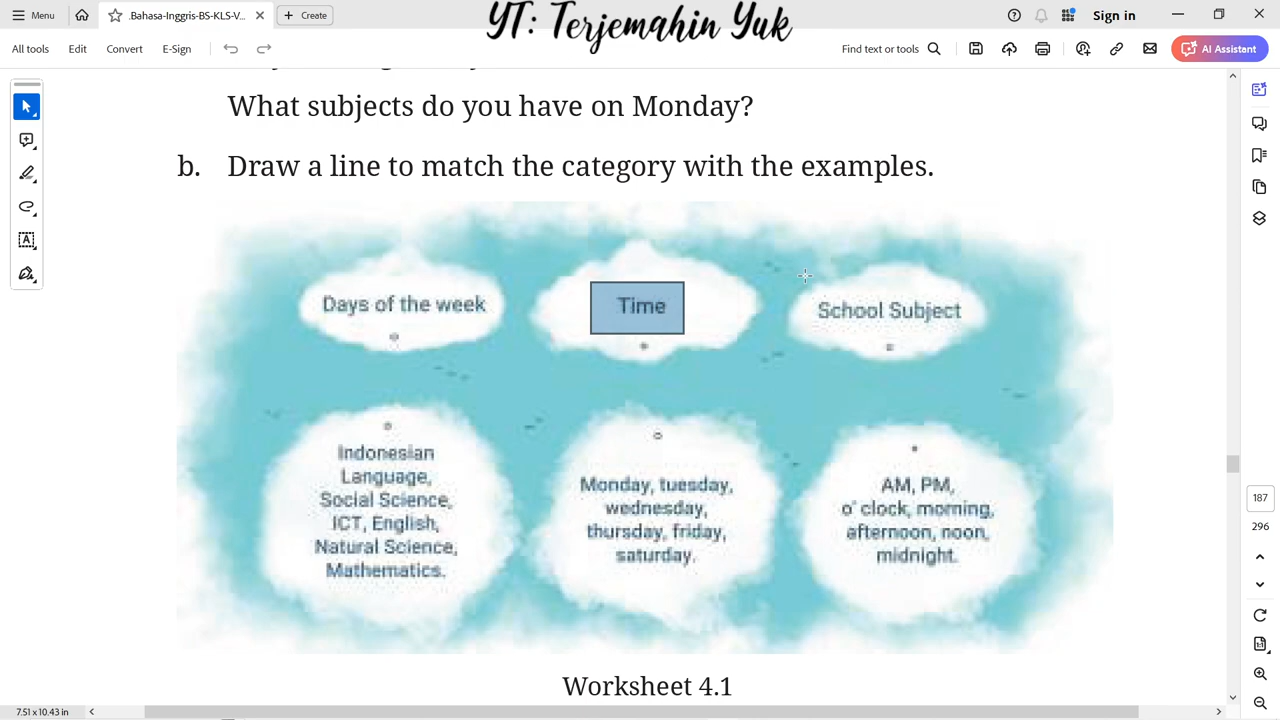 Menu
.Bahasa-Inggris-BS-KLS-V...
Create
YT: Terjemahin Yuk
Sign in
All tools
Edit
Convert
E-Sign
Find text or tools
AI Assistant
What subjects do you have on Monday?
b. Draw a line to match the category with the examples.
Days of the week
Time
School Subject
Indonesian
Language,
Social Science,
ICT, English,
Natural Science,
Mathematics.
Monday, tuesday,
wednesday,
thursday, friday,
saturday.
AM, PM,
o' clock, morning,
afternoon, noon,
midnight.
Worksheet 4.1
187
296
7.51 x 10.43 in